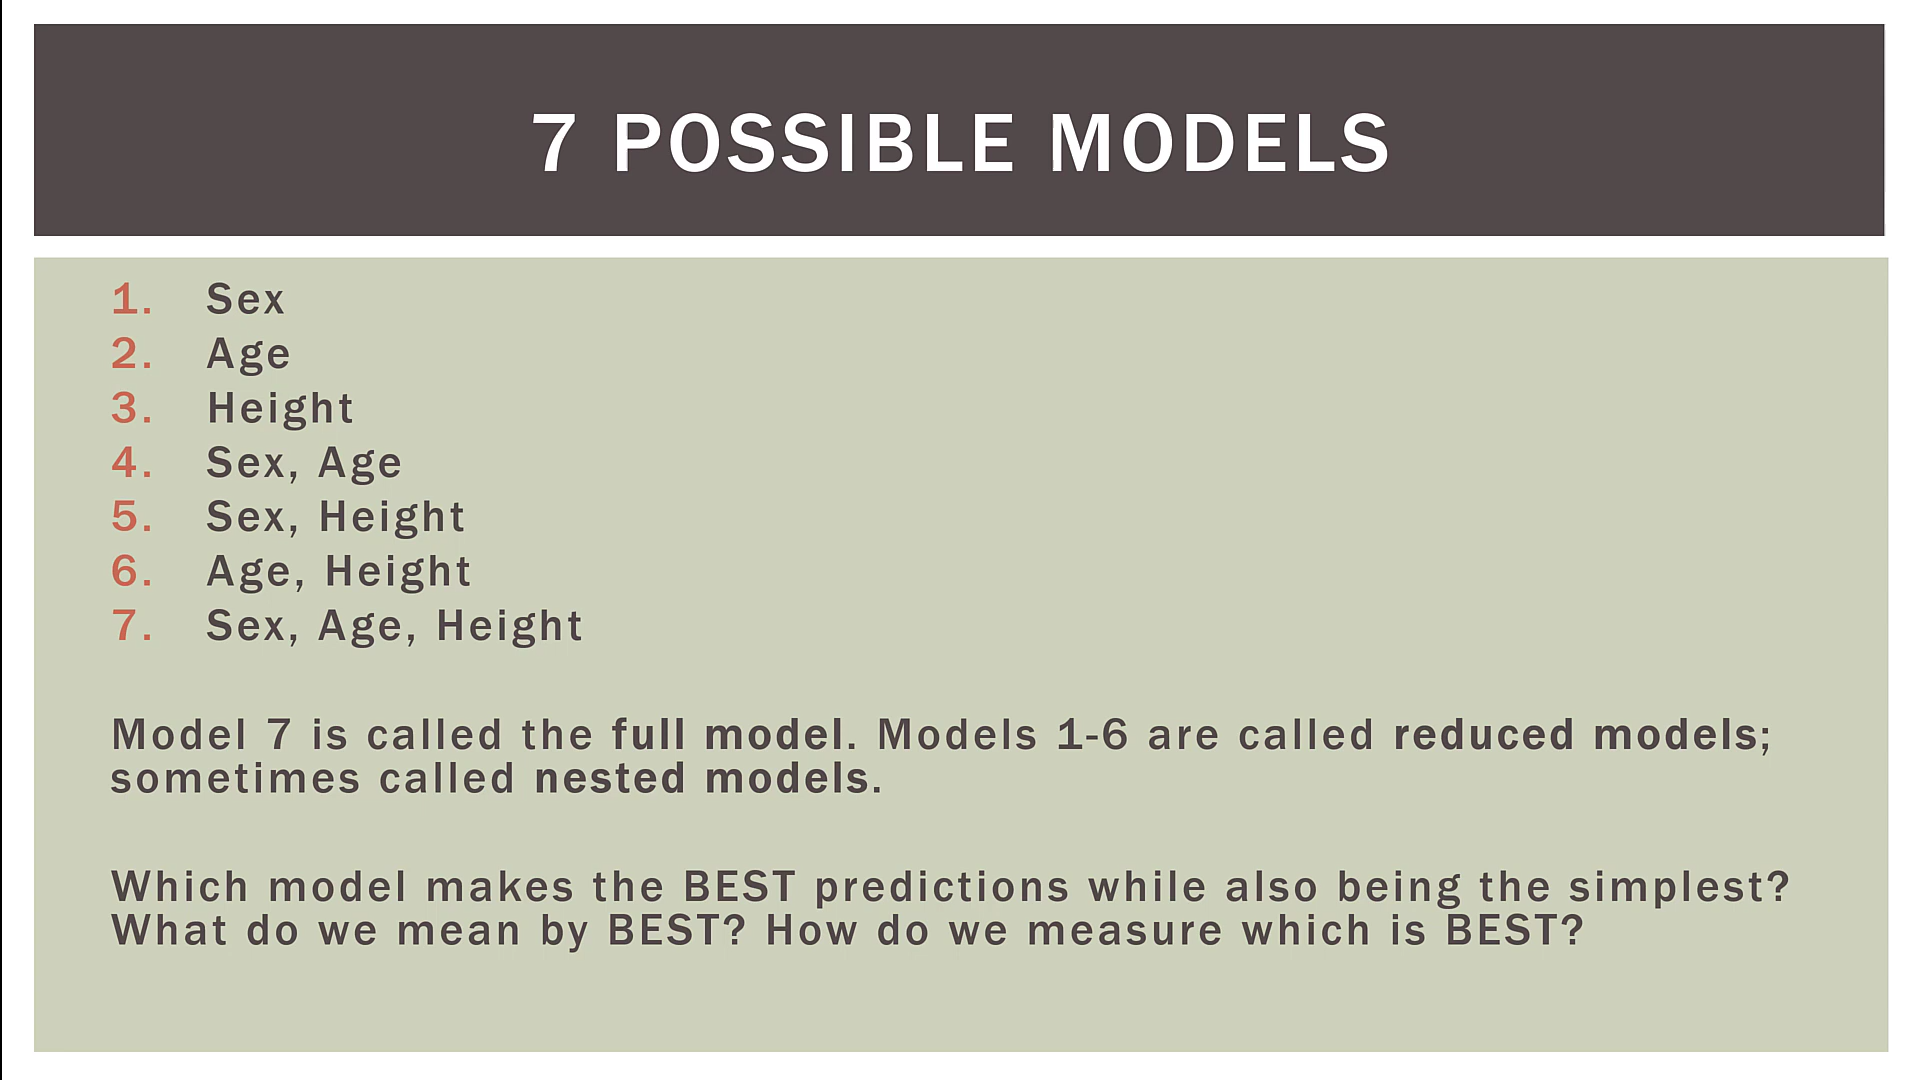 7 POSSIBLE MODELS
1. Sex
2. Age
3. Height
4. Sex, Age
5. Sex, Height
6. Age, Height
7. Sex, Age, Height
Model 7 is called the full model. Models 1-6 are called reduced models;
sometimes called nested models.
Which model makes the BEST predictions while also being the simplest?
What do we mean by BEST? How do we measure which is BEST?